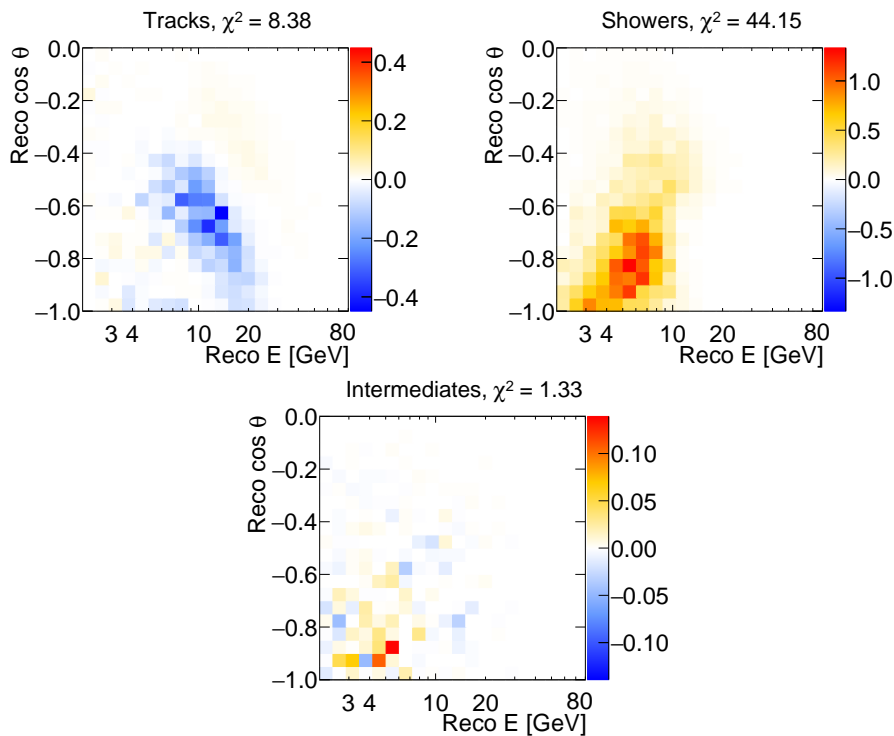 Tracks, χ² = 8.38
Reco cos θ
0.0
−0.2
−0.4
−0.6
−0.8
−1.0
3 4 10 20 80
Reco E [GeV]
0.4
0.2
0.0
−0.2
−0.4
Showers, χ² = 44.15
Reco cos θ
0.0
−0.2
−0.4
−0.6
−0.8
−1.0
3 4 10 20 80
Reco E [GeV]
1.0
0.5
0.0
−0.5
−1.0
Intermediates, χ² = 1.33
Reco cos θ
0.0
−0.2
−0.4
−0.6
−0.8
−1.0
3 4 10 20 80
Reco E [GeV]
0.10
0.05
0.00
−0.05
−0.10